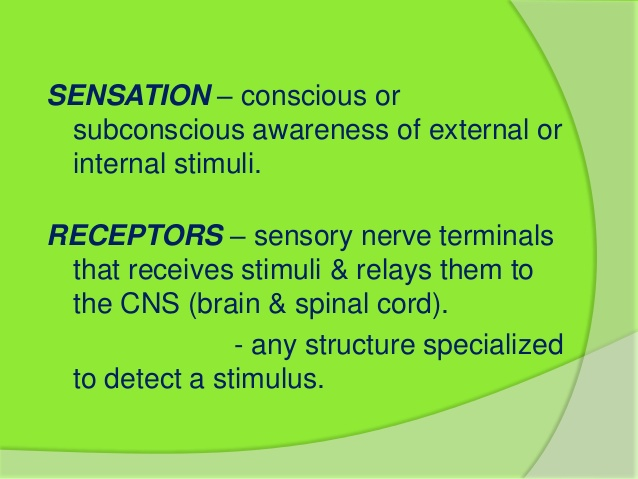 SENSATION – conscious or
subconscious awareness of external or
internal stimuli.
RECEPTORS – sensory nerve terminals
that receives stimuli & relays them to
the CNS (brain & spinal cord).
- any structure specialized
to detect a stimulus.